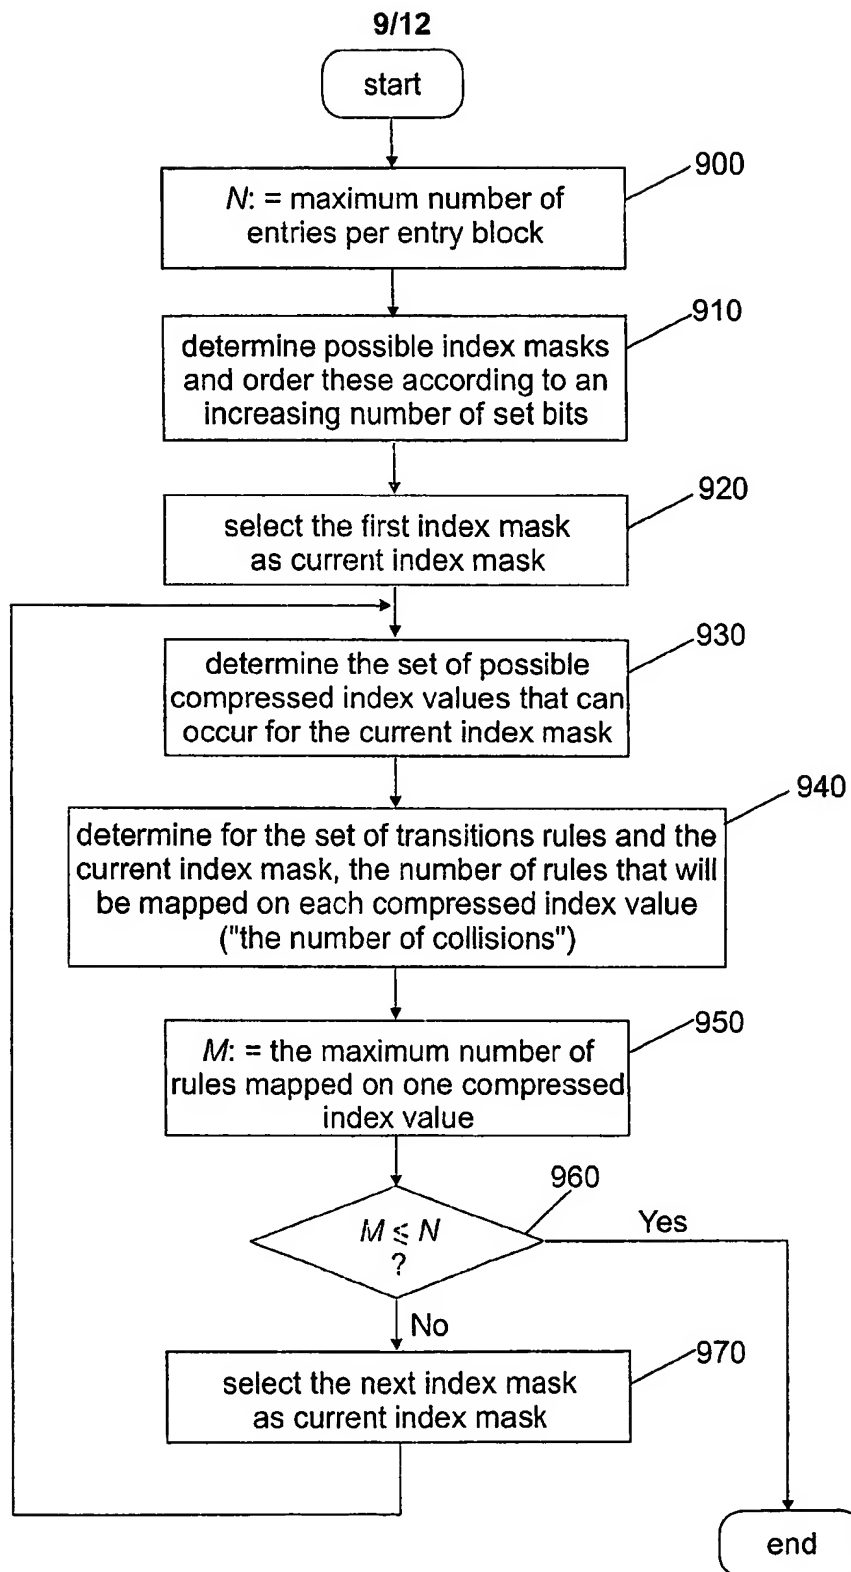 9/12
start
900
N: = maximum number of
entries per entry block
910
determine possible index masks
and order these according to an
increasing number of set bits
920
select the first index mask
as current index mask
930
determine the set of possible
compressed index values that can
occur for the current index mask
940
determine for the set of transitions rules and the
current index mask, the number of rules that will
be mapped on each compressed index value
("the number of collisions")
950
M: = the maximum number of
rules mapped on one compressed
index value
960
M ⩽ N
?
Yes
No
970
select the next index mask
as current index mask
end